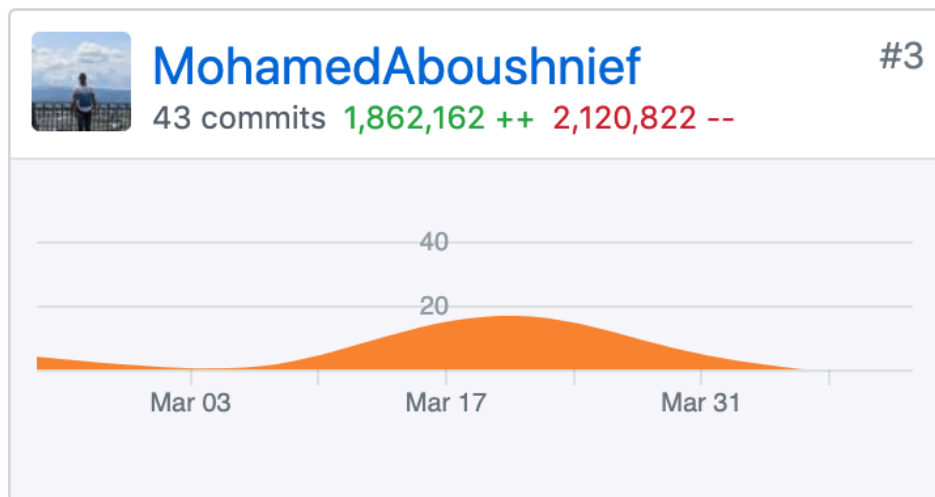 MohamedAboushnief #3
43 commits 1,862,162 ++ 2,120,822 --
40
20
Mar 03 Mar 17 Mar 31